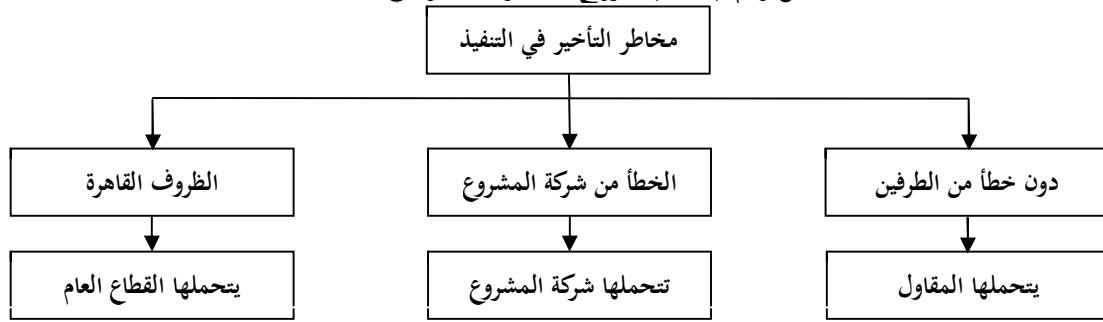 مخاطر التأخير في التنفيذ
دون خطأ من الطرفين
الخطأ من شركة المشروع
الظروف القاهرة
يتحملها المقاول
تتحملها شركة المشروع
يتحملها القطاع العام